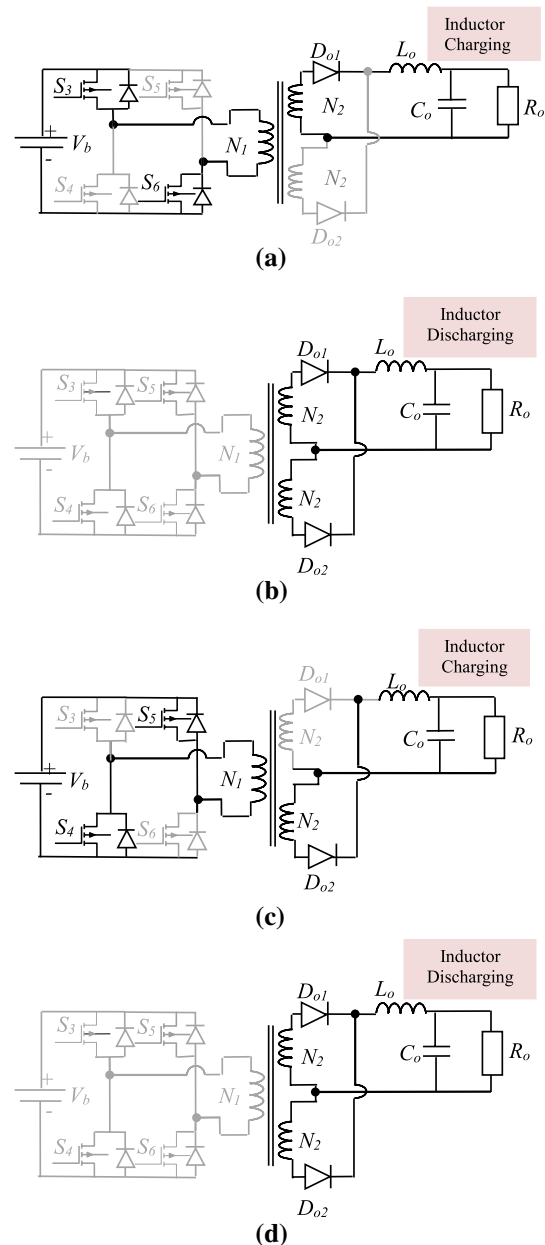 Inductor
Charging
Do1 Lo
S3 S5
N2 Co Ro
+
Vb N1
-
S4 S6 N2
Do2
(a)
Inductor
Discharging
Do1 Lo
S3 S5
N2 Co Ro
+
Vb N1
-
S4 S6 N2
Do2
(b)
Inductor
Charging
Do1 Lo
S3 S5
N2 Co Ro
+
Vb N1
-
S4 S6 N2
Do2
(c)
Inductor
Discharging
Do1 Lo
S3 S5
N2 Co Ro
+
Vb N1
-
S4 S6 N2
Do2
(d)